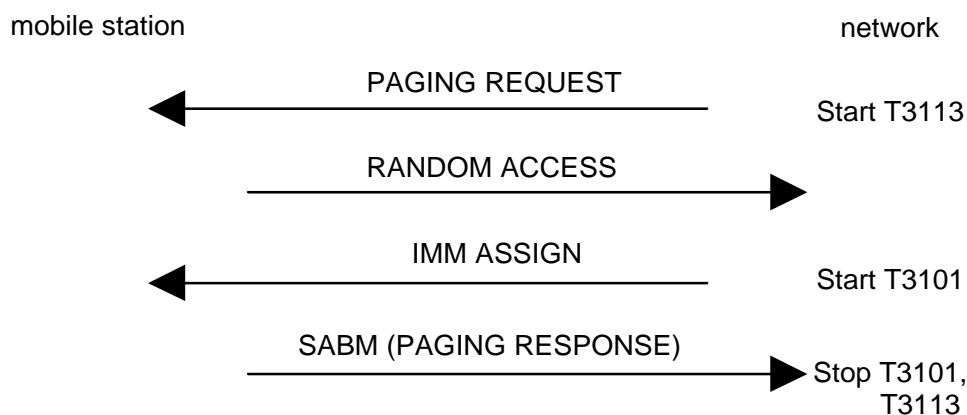 mobile station
network
PAGING REQUEST
Start T3113
RANDOM ACCESS
IMM ASSIGN
Start T3101
SABM (PAGING RESPONSE)
Stop T3101,
T3113